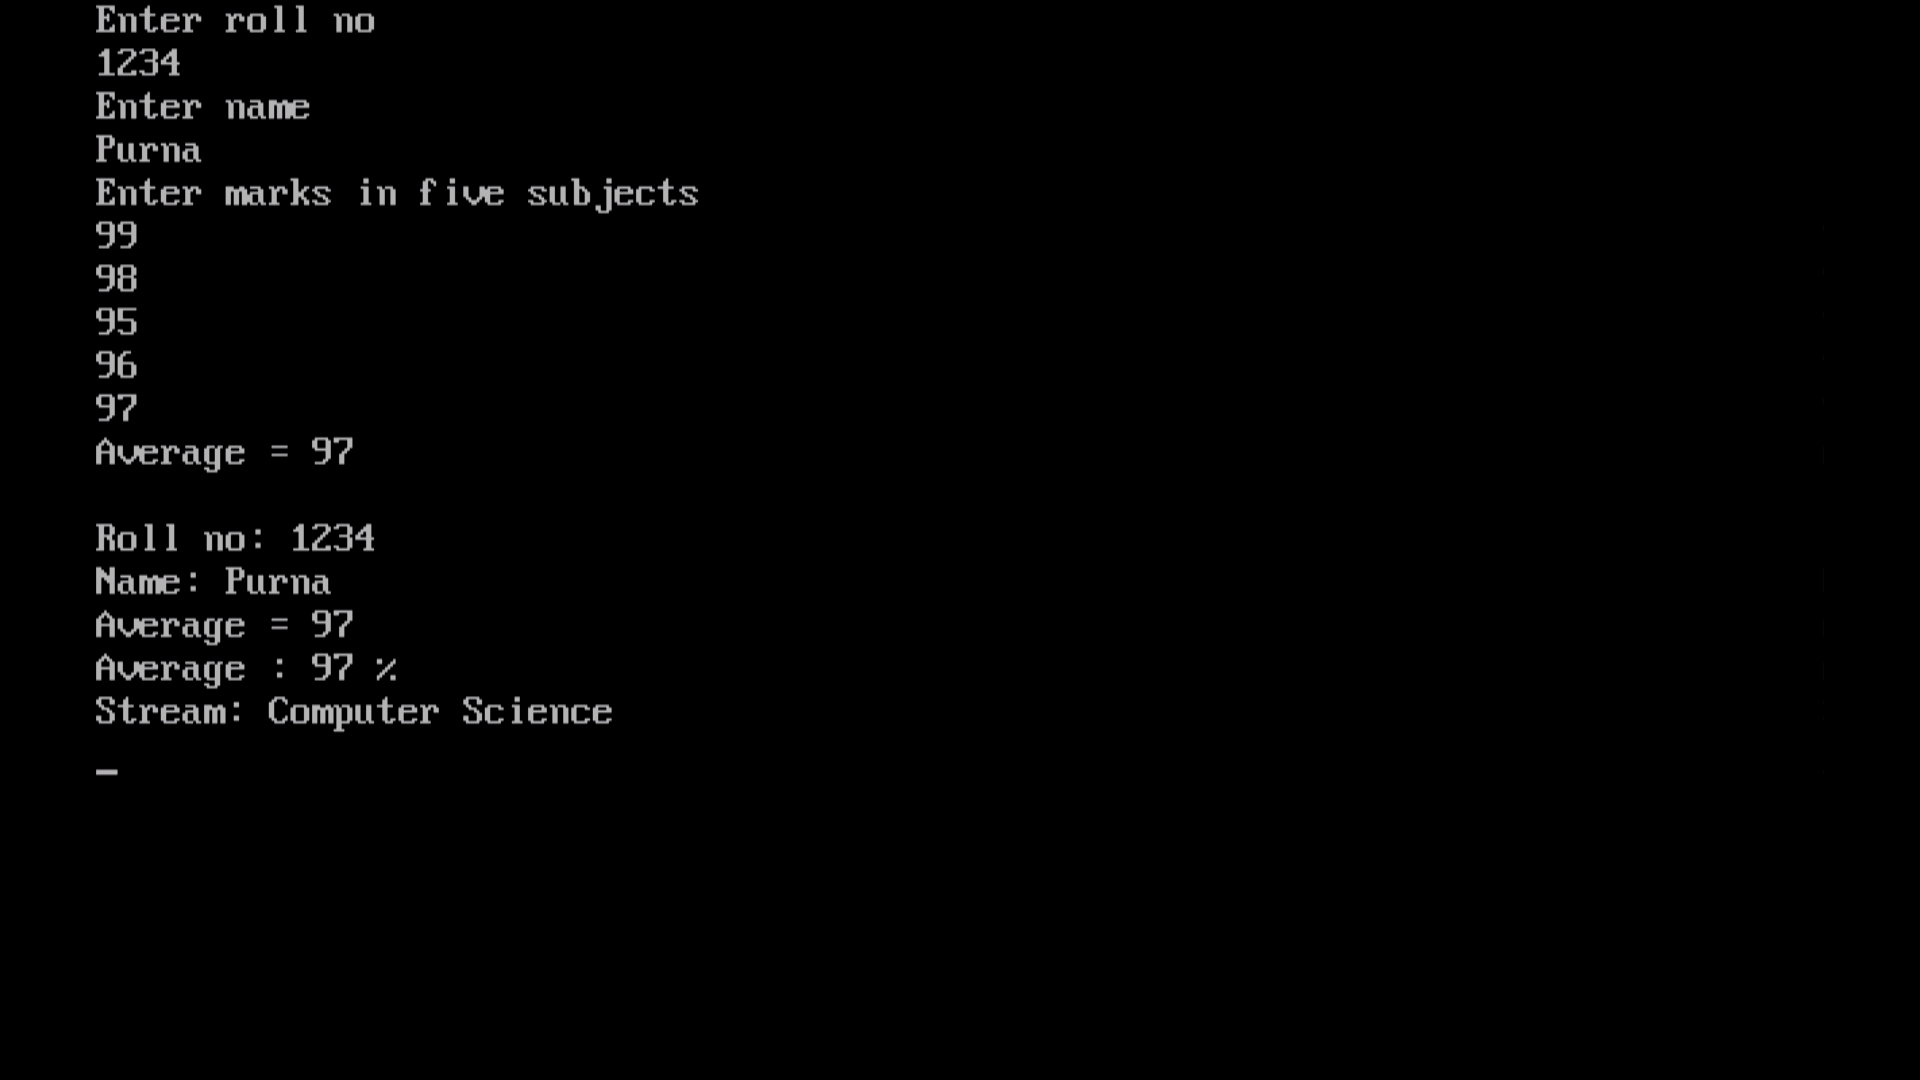 Enter roll no
1234
Enter name
Purna
Enter marks in five subjects
99
98
95
96
97
Average = 97
Roll no: 1234
Name: Purna
Average = 97
Average : 97 %
Stream: Computer Science
_